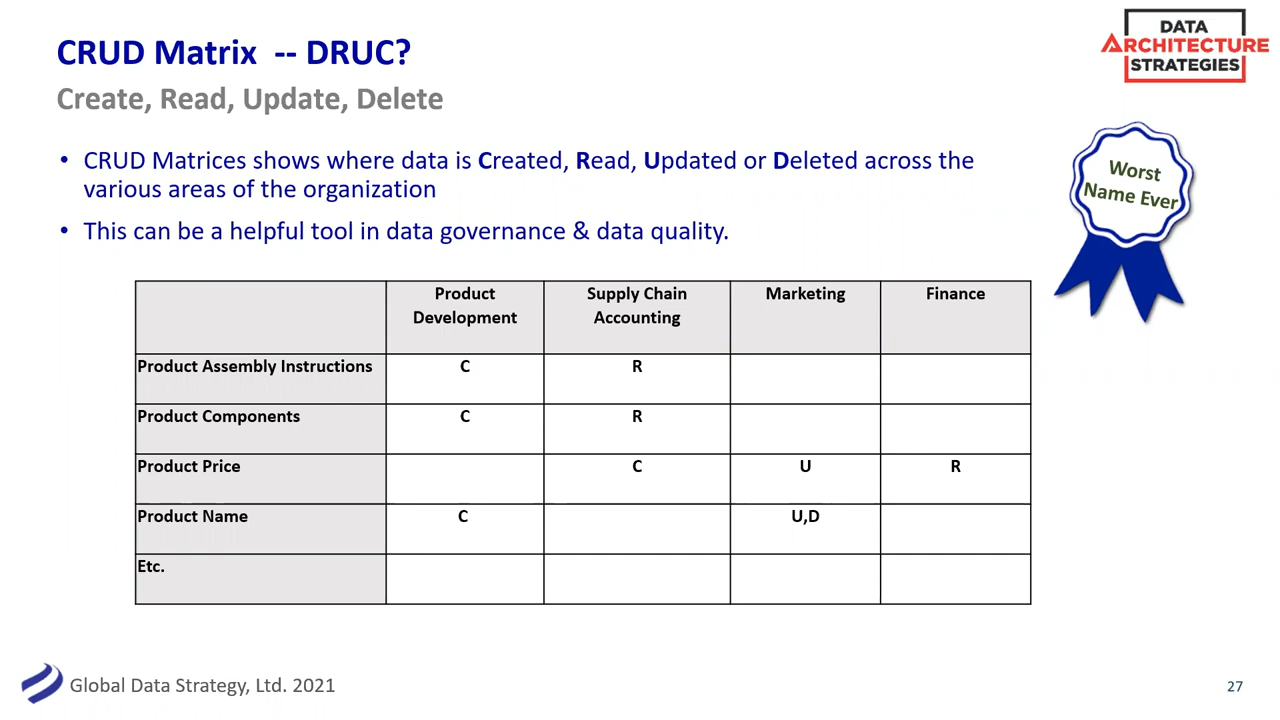 CRUD Matrix -- DRUC?
Create, Read, Update, Delete
DATA
ARCHITECTURE
STRATEGIES
• CRUD Matrices shows where data is Created, Read, Updated or Deleted across the
various areas of the organization
• This can be a helpful tool in data governance & data quality.
Worst
Name Ever
Product Supply Chain Marketing Finance
Development Accounting
Product Assembly Instructions C R
Product Components C R
Product Price C U R
Product Name C U,D
Etc.
Global Data Strategy, Ltd. 2021
27